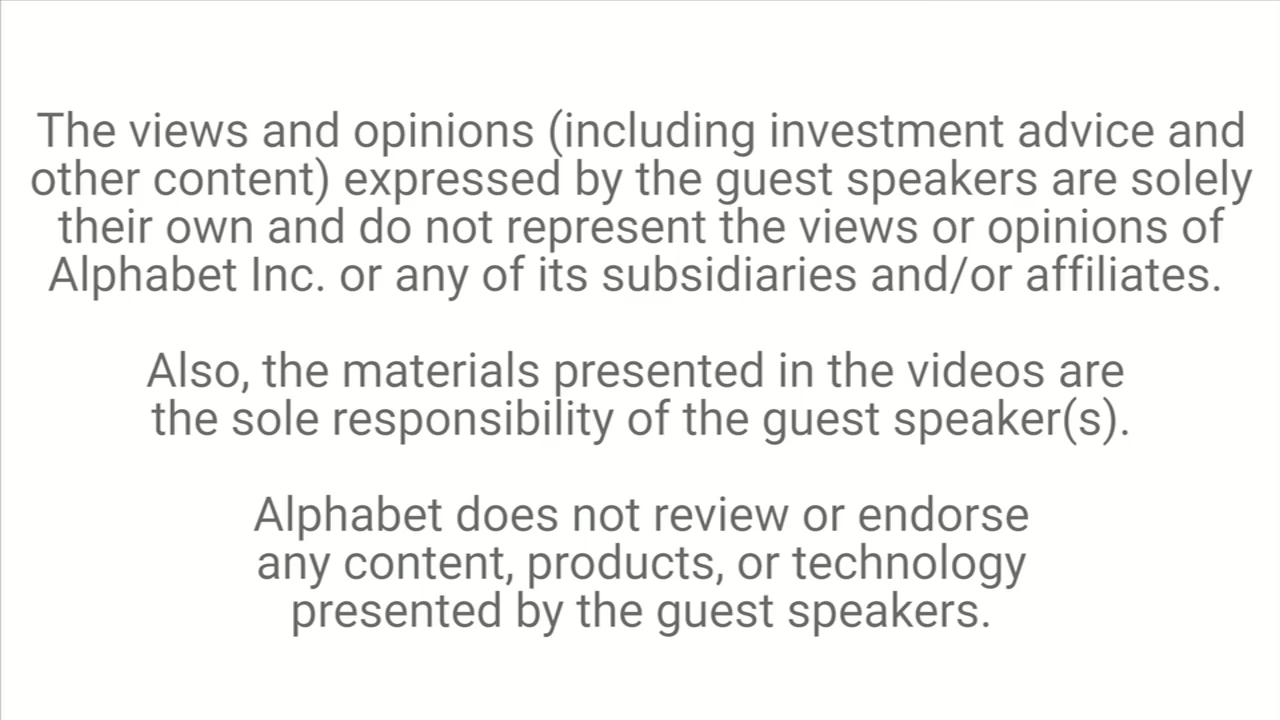 The views and opinions (including investment advice and
other content) expressed by the guest speakers are solely
their own and do not represent the views or opinions of
Alphabet Inc. or any of its subsidiaries and/or affiliates.
Also, the materials presented in the videos are
the sole responsibility of the guest speaker(s).
Alphabet does not review or endorse
any content, products, or technology
presented by the guest speakers.